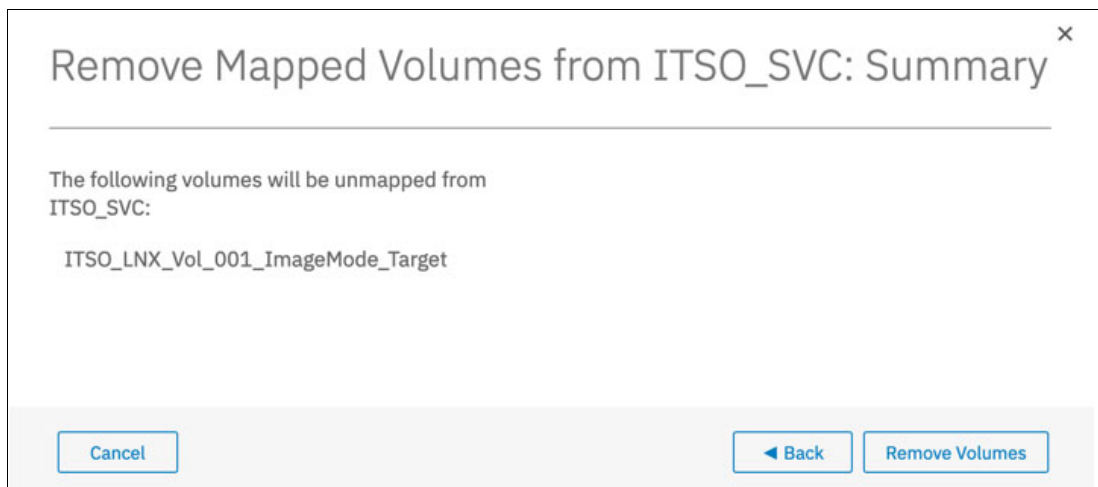 ×
Remove Mapped Volumes from ITSO_SVC: Summary
The following volumes will be unmapped from
ITSO_SVC:
ITSO_LNX_Vol_001_ImageMode_Target
Cancel
◄ Back
Remove Volumes